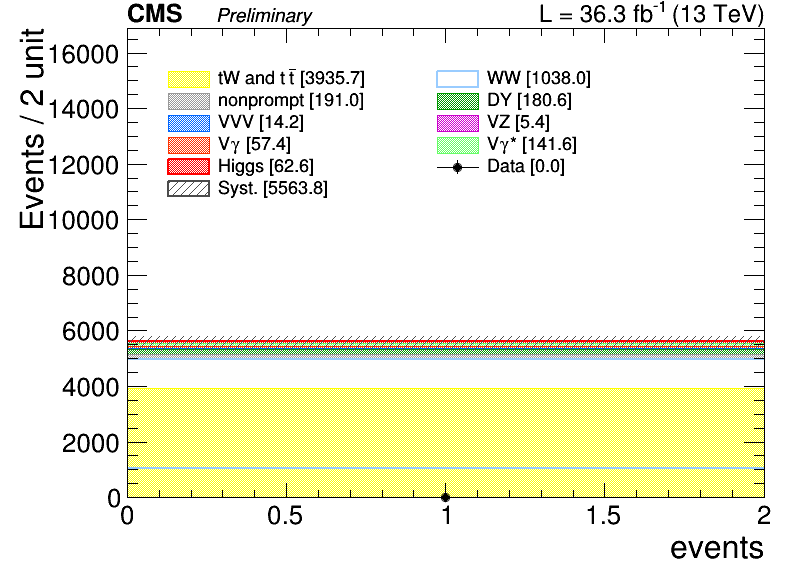 CMS Preliminary L = 36.3 fb⁻¹ (13 TeV)
Events / 2 unit
16000
14000
12000
10000
8000
6000
4000
2000
0
tW and tt̅ [3935.7]
nonprompt [191.0]
VVV [14.2]
Vγ [57.4]
Higgs [62.6]
Syst. [5563.8]
WW [1038.0]
DY [180.6]
VZ [5.4]
Vγ* [141.6]
Data [0.0]
0 0.5 1 1.5 2
events